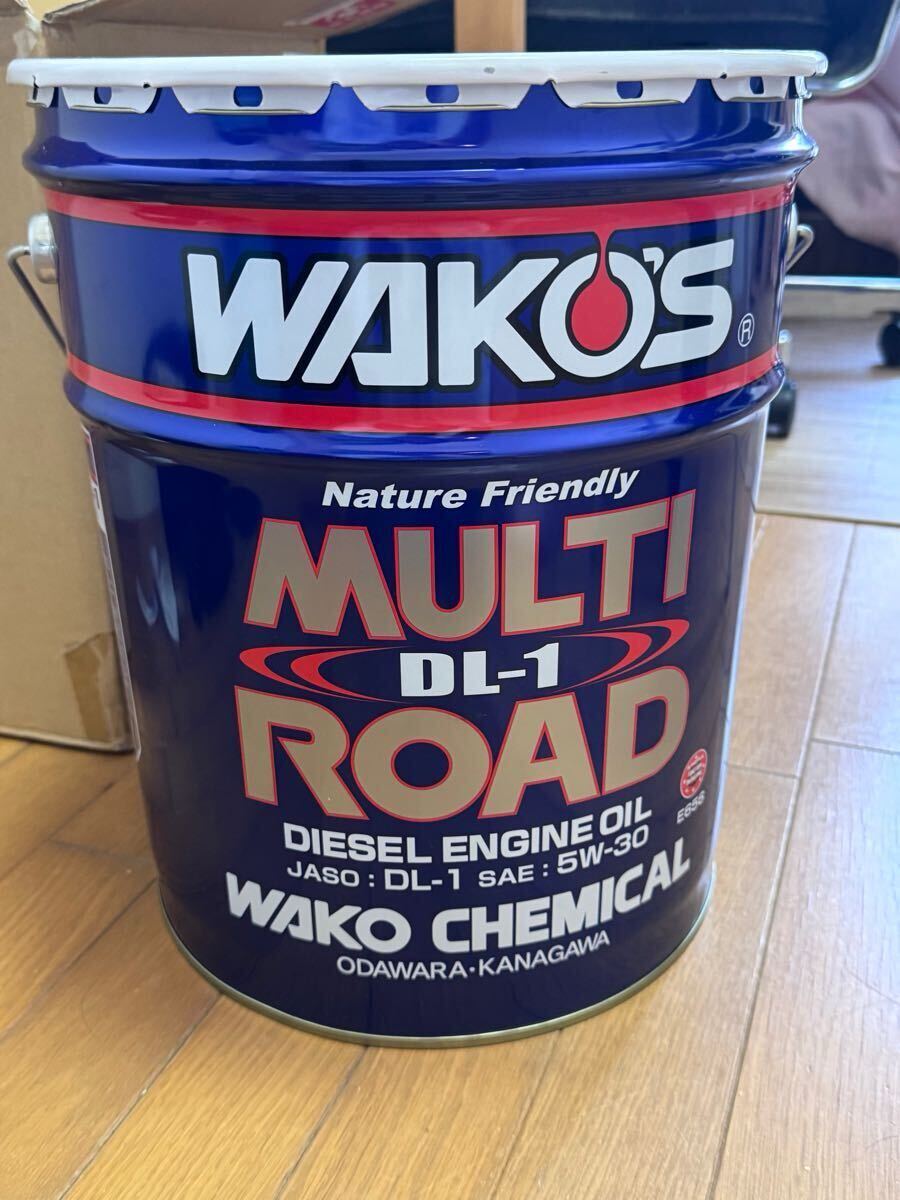 WAKO'S ®
Nature Friendly
MULTI
DL-1
ROAD
E656
DIESEL ENGINE OIL
JASO : DL-1 SAE : 5W-30
WAKO CHEMICAL
ODAWARA・KANAGAWA